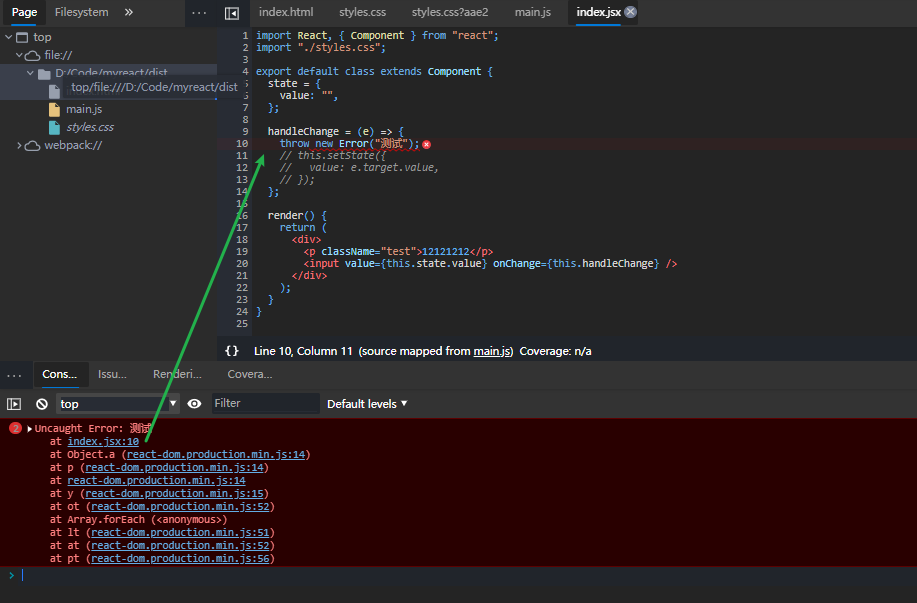 Page Filesystem » ··· index.html styles.css styles.css?aae2 main.js index.jsx
top
file://
D:/Code/myreact/dist
top/file:///D:/Code/myreact/dist
main.js
styles.css
webpack://
1 import React, { Component } from "react";
2 import "./styles.css";
3
4 export default class extends Component {
5 state = {
6 value: "",
7 };
8
9 handleChange = (e) => {
10 throw new Error("测试");
11 // this.setState({
12 // value: e.target.value,
13 // });
14 };
15
16 render() {
17 return (
18 <div>
19 <p className="test">12121212</p>
20 <input value={this.state.value} onChange={this.handleChange} />
21 </div>
22 );
23 }
24 }
25
{} Line 10, Column 11 (source mapped from main.js) Coverage: n/a
··· Cons... Issu... Renderi... Covera...
top ▼ Filter Default levels ▼
2 ▶Uncaught Error: 测试
at index.jsx:10
at Object.a (react-dom.production.min.js:14)
at p (react-dom.production.min.js:14)
at react-dom.production.min.js:14
at y (react-dom.production.min.js:15)
at ot (react-dom.production.min.js:52)
at Array.forEach (<anonymous>)
at lt (react-dom.production.min.js:51)
at at (react-dom.production.min.js:52)
at pt (react-dom.production.min.js:56)
>